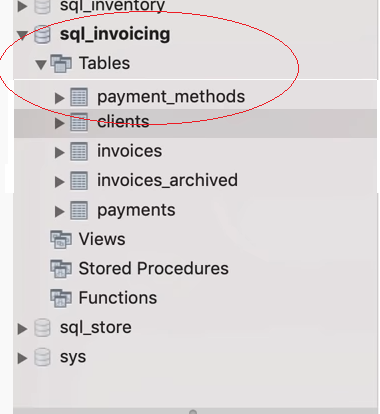 sql_inventory
sql_invoicing
Tables
payment_methods
clients
invoices
invoices_archived
payments
Views
Stored Procedures
Functions
sql_store
sys